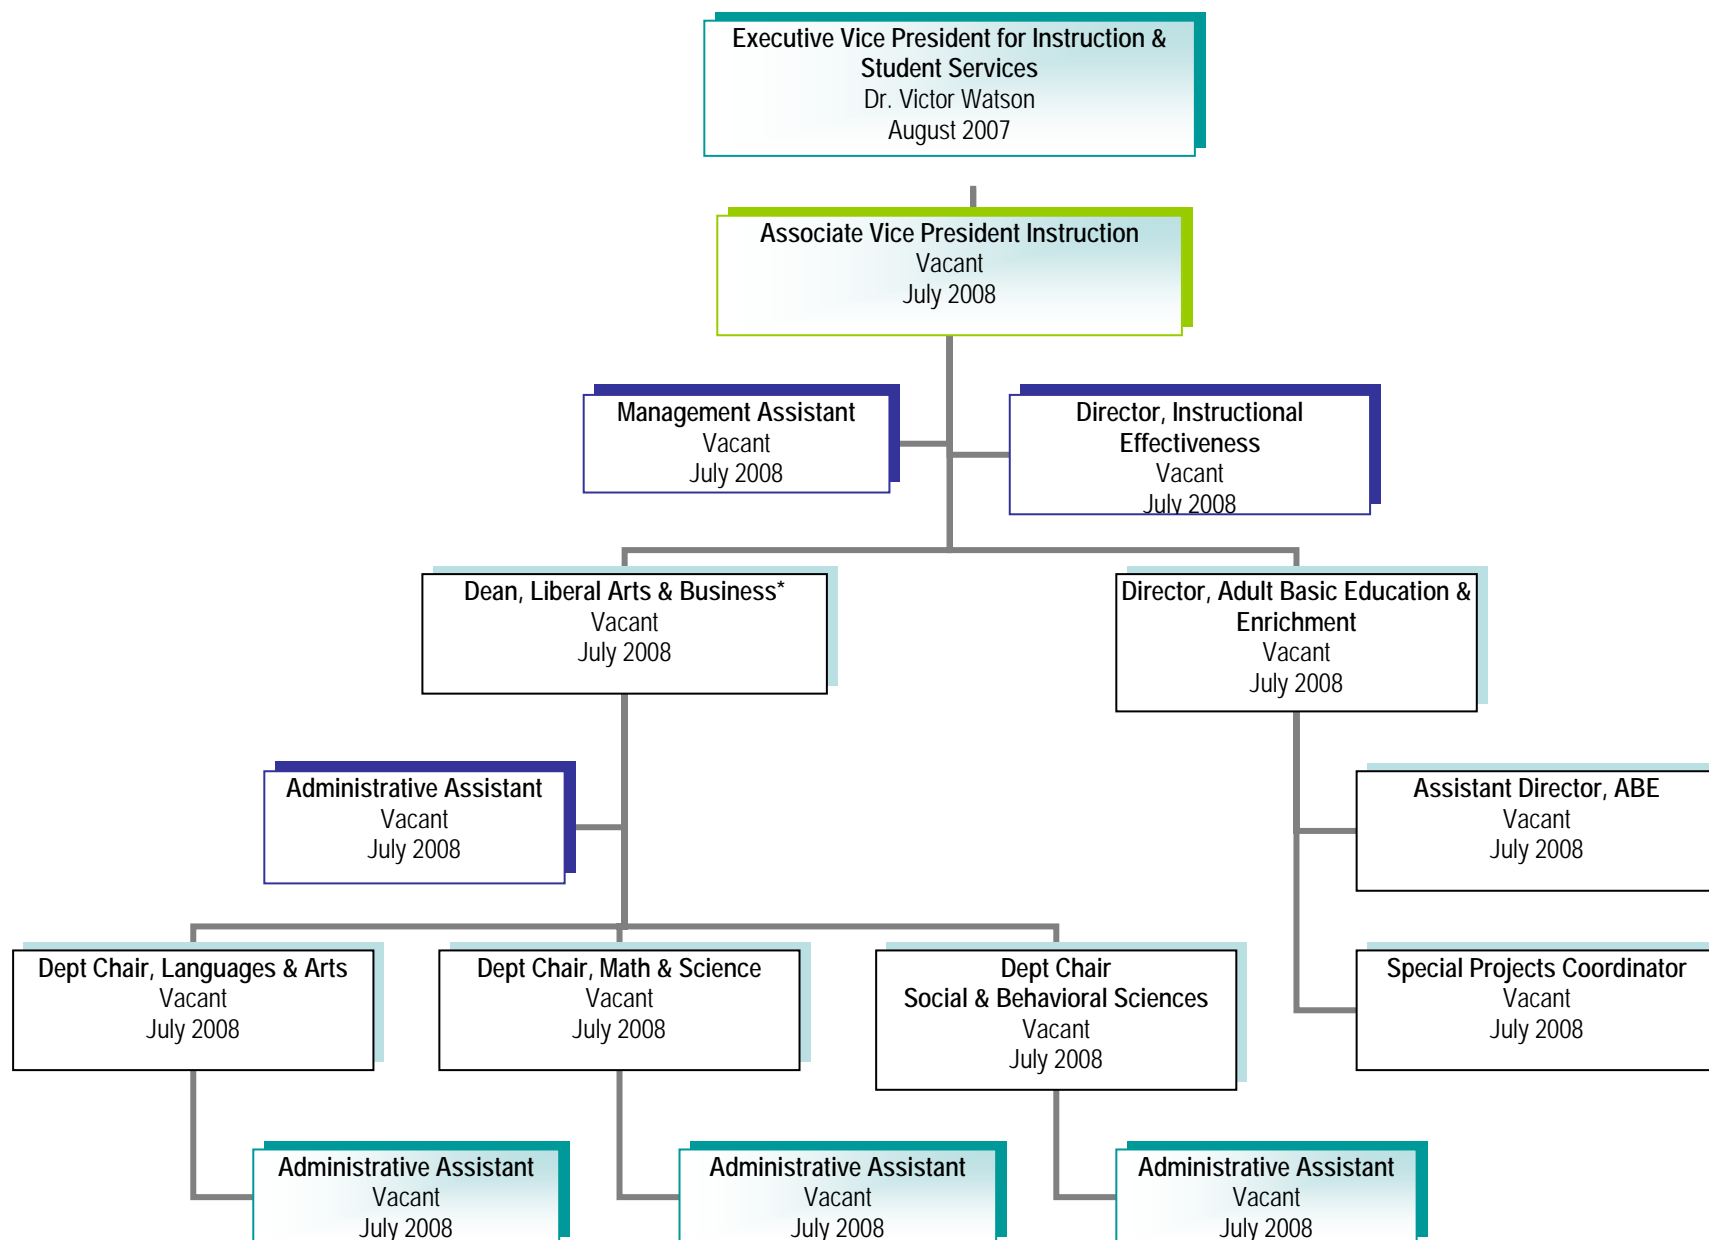 Executive Vice President for Instruction &
Student Services
Dr. Victor Watson
August 2007
Associate Vice President Instruction
Vacant
July 2008
Management Assistant
Vacant
July 2008
Director, Instructional
Effectiveness
Vacant
July 2008
Dean, Liberal Arts & Business*
Vacant
July 2008
Director, Adult Basic Education &
Enrichment
Vacant
July 2008
Administrative Assistant
Vacant
July 2008
Assistant Director, ABE
Vacant
July 2008
Dept Chair, Languages & Arts
Vacant
July 2008
Dept Chair, Math & Science
Vacant
July 2008
Dept Chair
Social & Behavioral Sciences
Vacant
July 2008
Special Projects Coordinator
Vacant
July 2008
Administrative Assistant
Vacant
July 2008
Administrative Assistant
Vacant
July 2008
Administrative Assistant
Vacant
July 2008